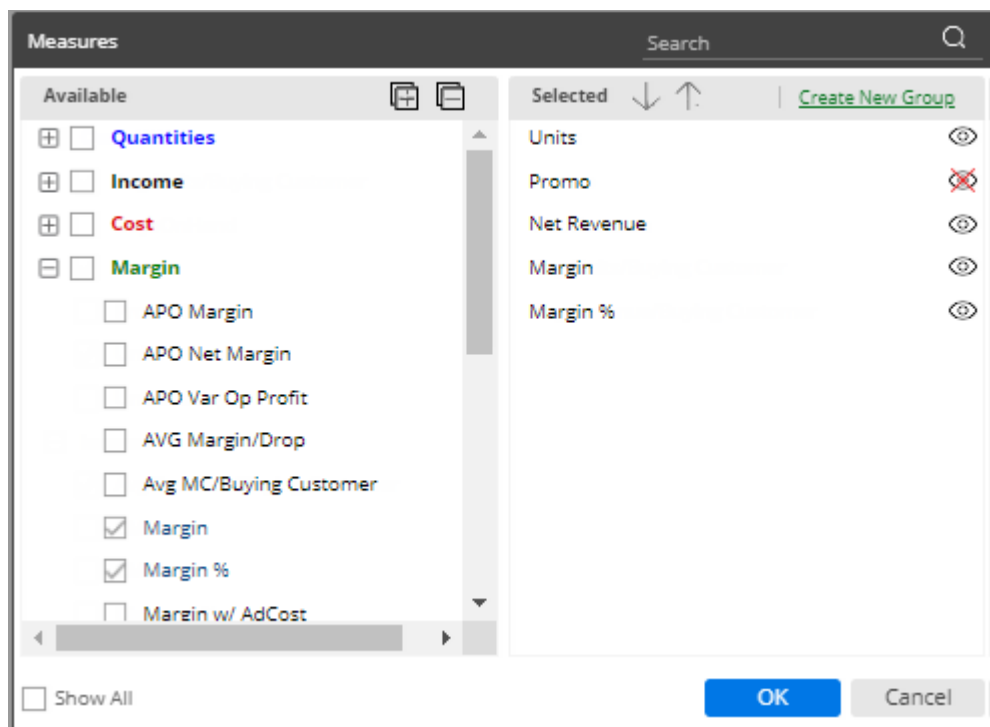 Measures
Search
Available
Selected
Create New Group
Quantities
Income
Cost
Margin
APO Margin
APO Net Margin
APO Var Op Profit
AVG Margin/Drop
Avg MC/Buying Customer
Margin
Margin %
Margin w/ AdCost
Units
Promo
Net Revenue
Margin
Margin %
Show All
OK
Cancel